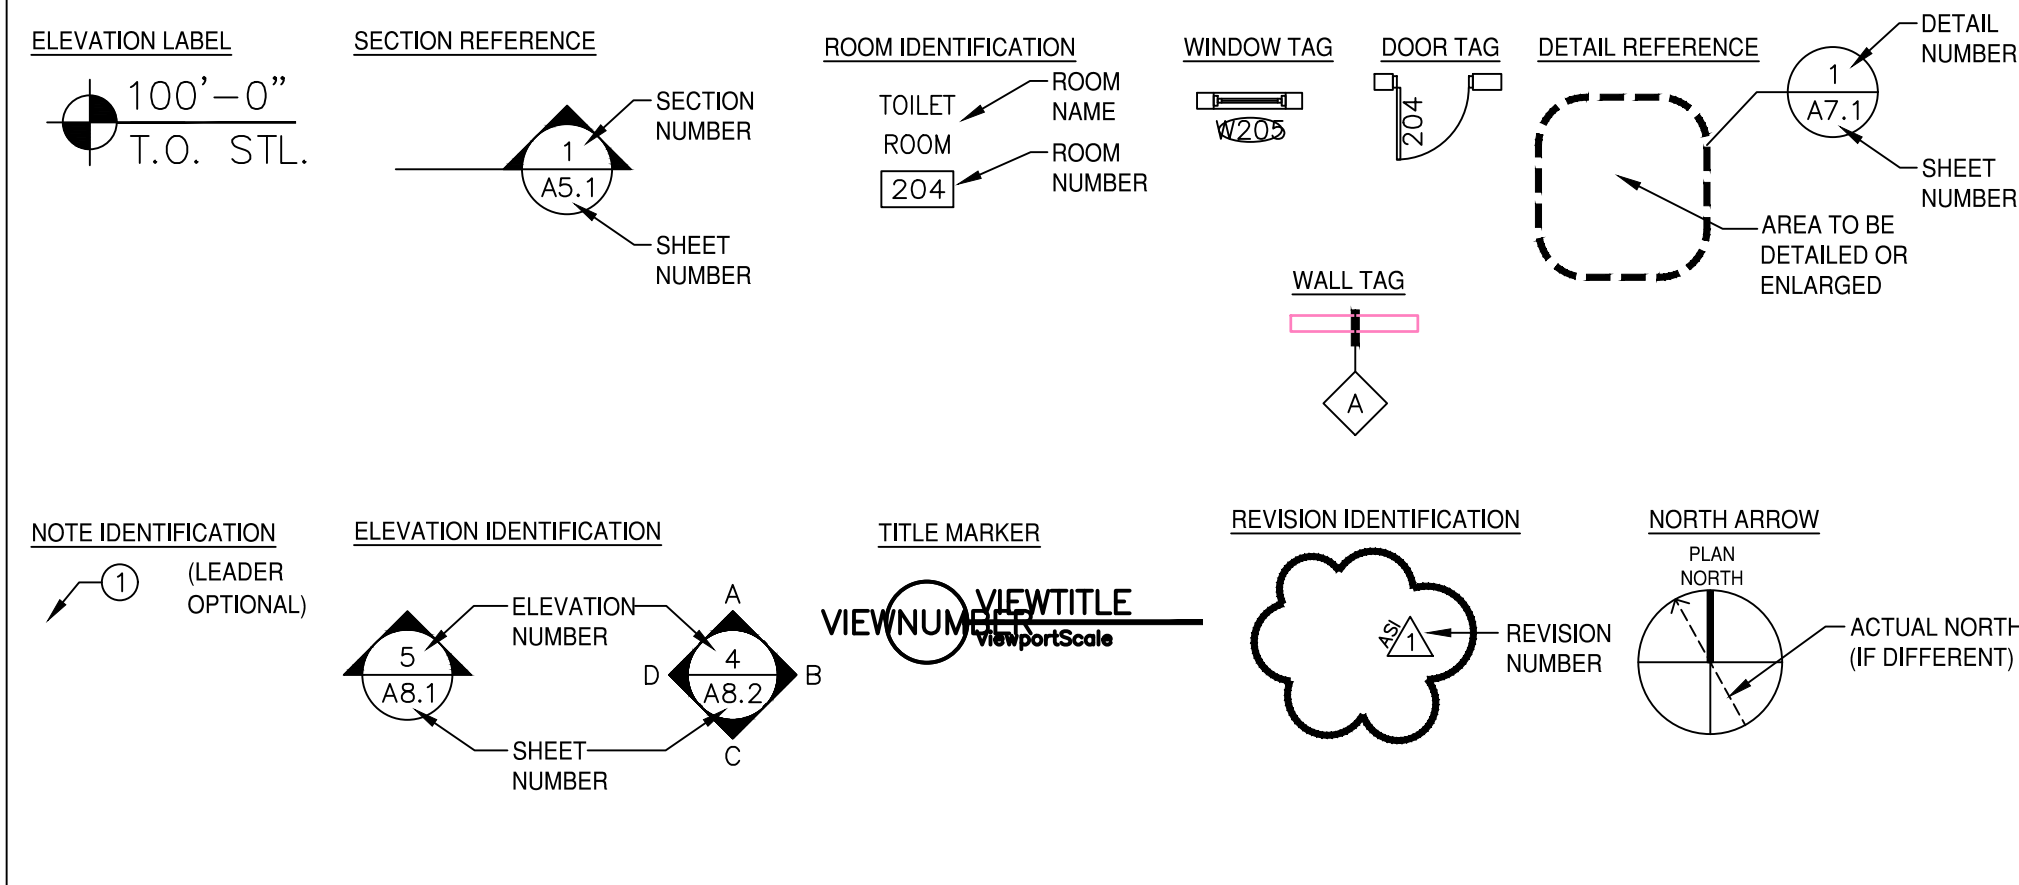 ELEVATION LABEL
100'-0"
T.O. STL.
SECTION REFERENCE
1
A5.1
SECTION
NUMBER
SHEET
NUMBER
ROOM IDENTIFICATION
TOILET
ROOM
204
ROOM
NAME
ROOM
NUMBER
WINDOW TAG
W205
DOOR TAG
204
DETAIL REFERENCE
1
A7.1
DETAIL
NUMBER
SHEET
NUMBER
AREA TO BE
DETAILED OR
ENLARGED
WALL TAG
A
NOTE IDENTIFICATION
1
(LEADER
OPTIONAL)
ELEVATION IDENTIFICATION
5
A8.1
ELEVATION
NUMBER
SHEET
NUMBER
A
D
4
B
A8.2
C
TITLE MARKER
VIEWNUMBER
VIEWTITLE
ViewportScale
REVISION IDENTIFICATION
ASI
1
REVISION
NUMBER
NORTH ARROW
PLAN
NORTH
ACTUAL NORTH
(IF DIFFERENT)